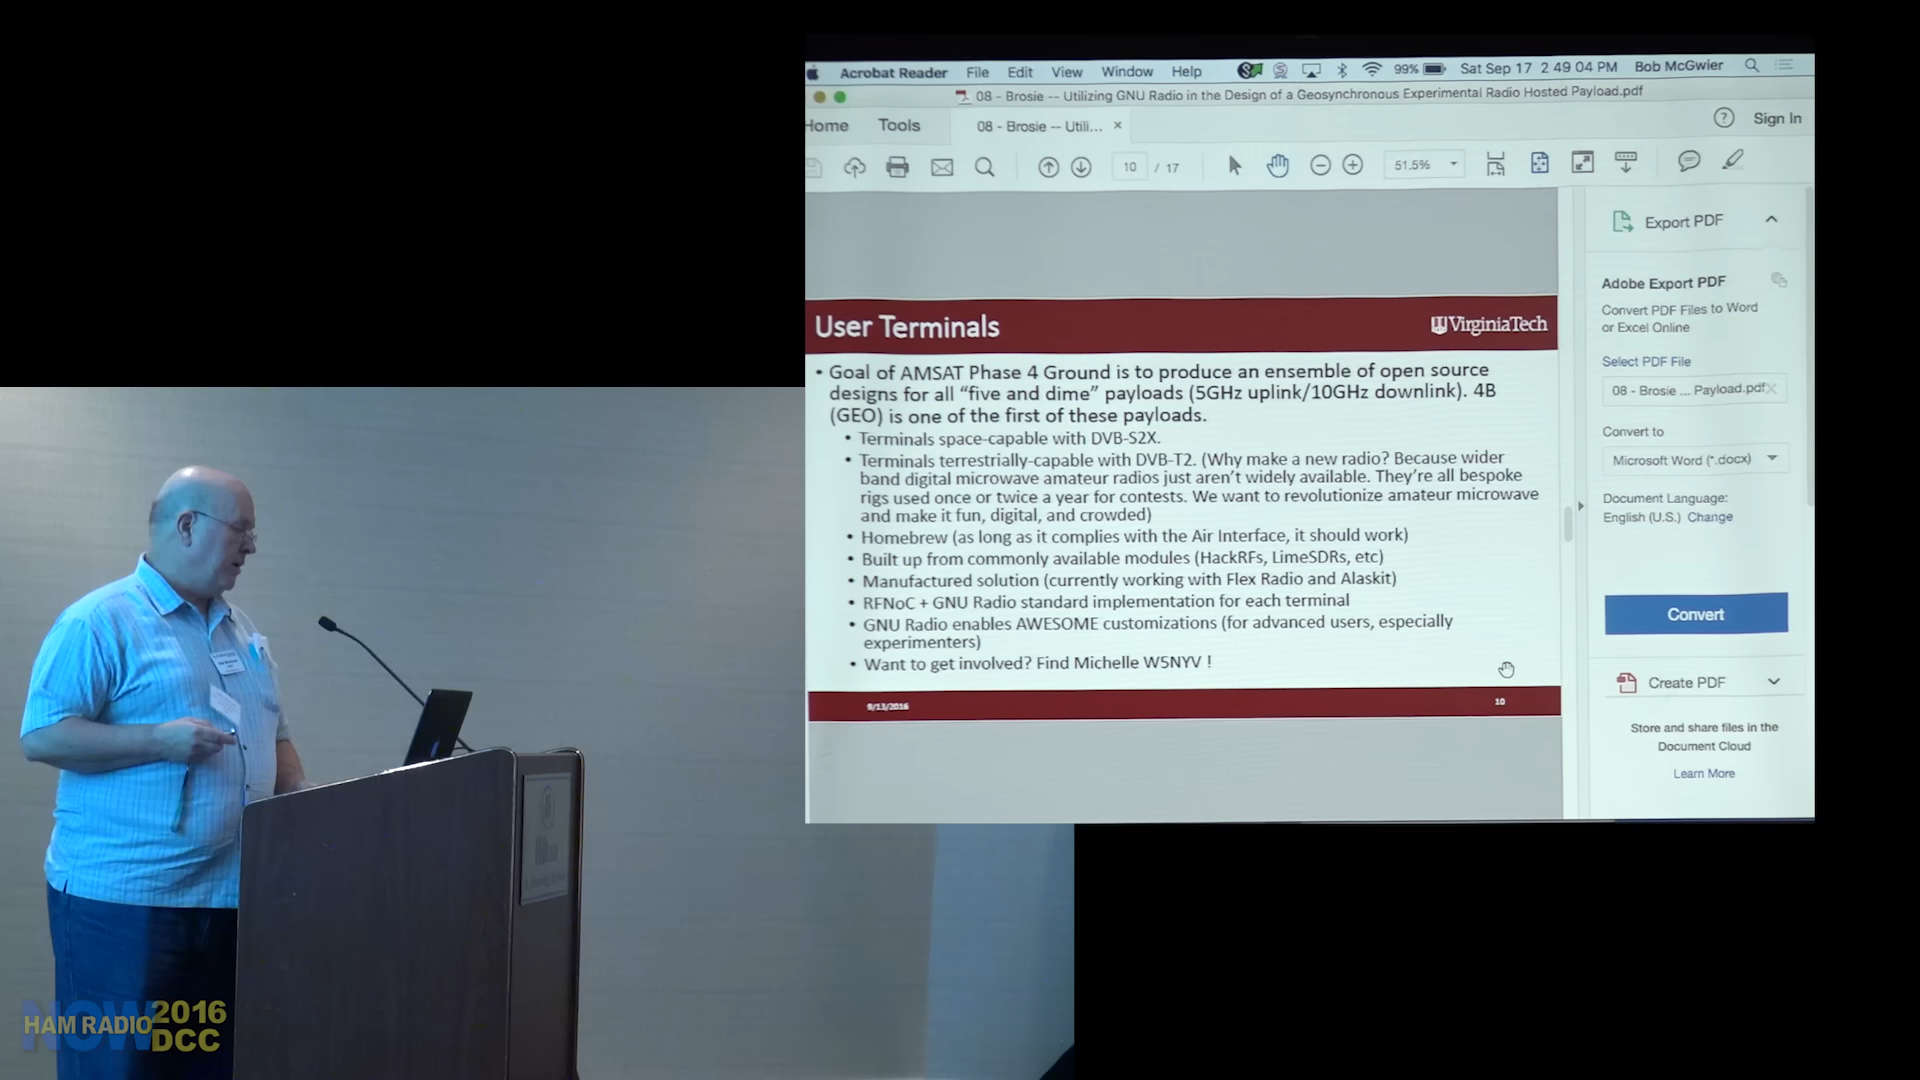 Acrobat Reader File Edit View Window Help 99% Sat Sep 17 2 49 04 PM Bob McGwier
08 - Brosie -- Utilizing GNU Radio in the Design of a Geosynchronous Experimental Radio Hosted Payload.pdf
Home Tools 08 - Brosie -- Utili... × ? Sign In
10 / 17 51.5%
Export PDF
Adobe Export PDF
Convert PDF Files to Word
or Excel Online
Select PDF File
08 - Brosie ... Payload.pdf
Convert to
Microsoft Word (*.docx)
Document Language:
English (U.S.) Change
Convert
Create PDF
Store and share files in the
Document Cloud
Learn More
User Terminals
VirginiaTech
• Goal of AMSAT Phase 4 Ground is to produce an ensemble of open source
designs for all “five and dime” payloads (5GHz uplink/10GHz downlink). 4B
(GEO) is one of the first of these payloads.
• Terminals space-capable with DVB-S2X.
• Terminals terrestrially-capable with DVB-T2. (Why make a new radio? Because wider
band digital microwave amateur radios just aren’t widely available. They’re all bespoke
rigs used once or twice a year for contests. We want to revolutionize amateur microwave
and make it fun, digital, and crowded)
• Homebrew (as long as it complies with the Air Interface, it should work)
• Built up from commonly available modules (HackRFs, LimeSDRs, etc)
• Manufactured solution (currently working with Flex Radio and Alaskit)
• RFNoC + GNU Radio standard implementation for each terminal
• GNU Radio enables AWESOME customizations (for advanced users, especially
experimenters)
• Want to get involved? Find Michelle W5NYV !
9/13/2016 10
HAM RADIO
NOW
2016
DCC